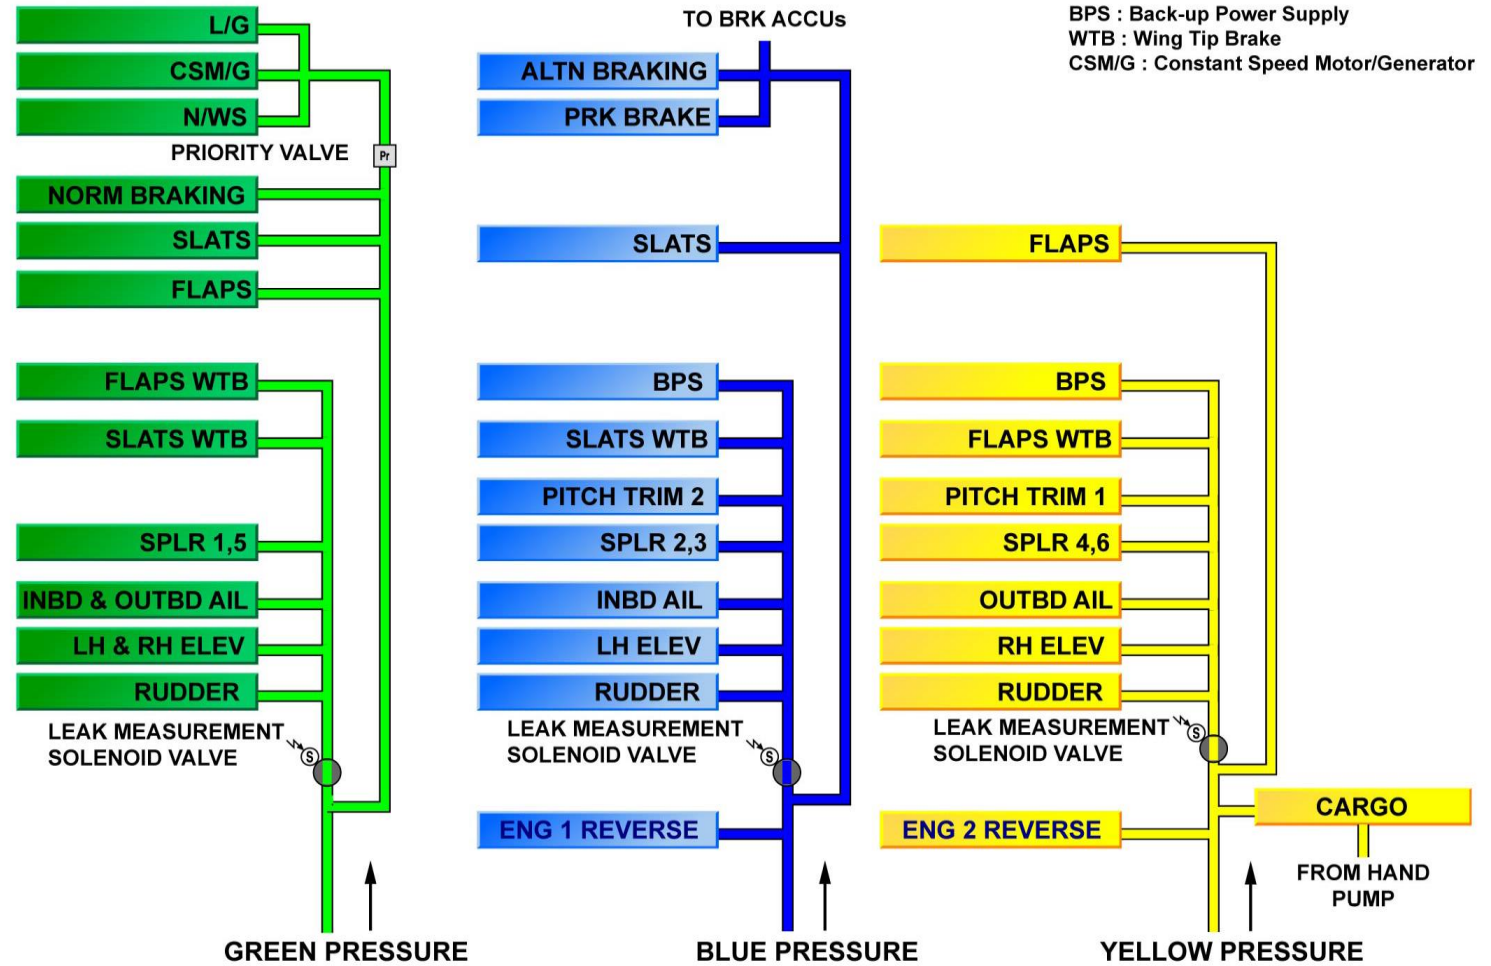 TO BRK ACCUs
BPS : Back-up Power Supply
WTB : Wing Tip Brake
CSM/G : Constant Speed Motor/Generator
L/G
CSM/G
N/WS
PRIORITY VALVE
Pr
NORM BRAKING
SLATS
FLAPS
FLAPS WTB
SLATS WTB
SPLR 1,5
INBD & OUTBD AIL
LH & RH ELEV
RUDDER
LEAK MEASUREMENT
SOLENOID VALVE
S
GREEN PRESSURE
ALTN BRAKING
PRK BRAKE
SLATS
BPS
SLATS WTB
PITCH TRIM 2
SPLR 2,3
INBD AIL
LH ELEV
RUDDER
LEAK MEASUREMENT
SOLENOID VALVE
S
ENG 1 REVERSE
BLUE PRESSURE
FLAPS
BPS
FLAPS WTB
PITCH TRIM 1
SPLR 4,6
OUTBD AIL
RH ELEV
RUDDER
LEAK MEASUREMENT
SOLENOID VALVE
S
CARGO
ENG 2 REVERSE
FROM HAND
PUMP
YELLOW PRESSURE